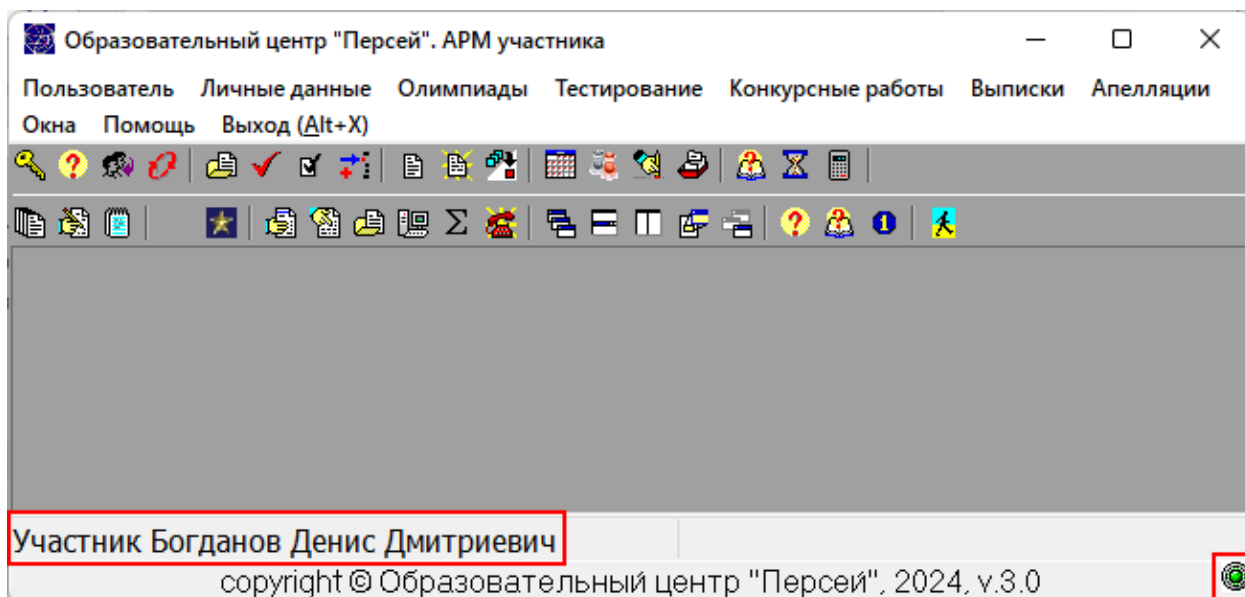 Образовательный центр "Персей". АРМ участника
Пользователь Личные данные Олимпиады Тестирование Конкурсные работы Выписки Апелляции
Окна Помощь Выход (Alt+X)
Участник Богданов Денис Дмитриевич
copyright © Образовательный центр "Персей", 2024, v.3.0